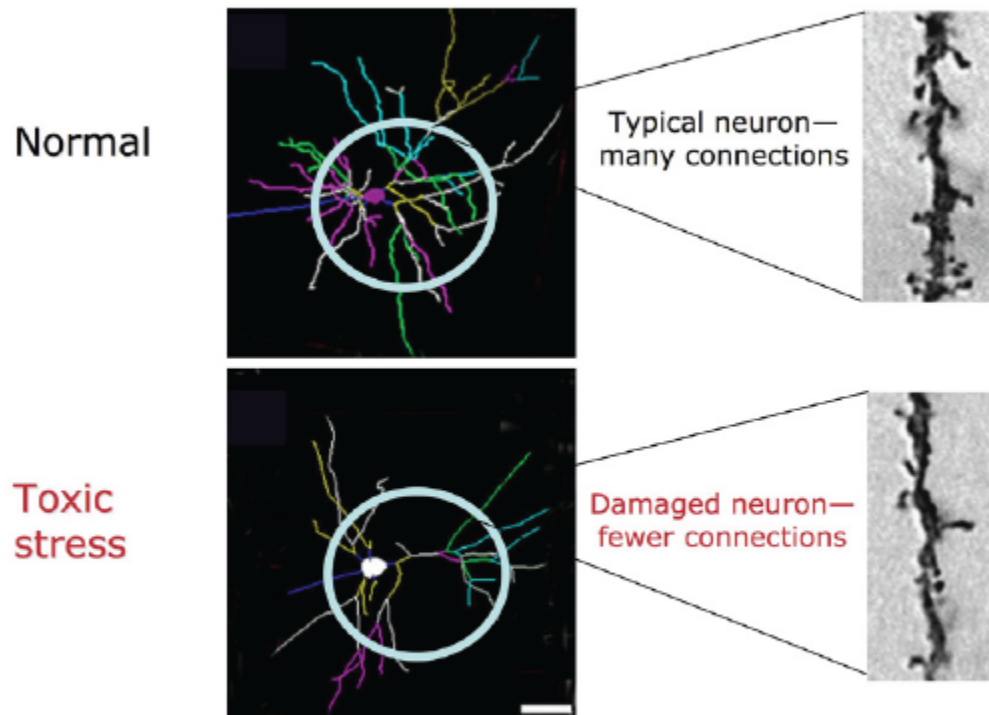 Normal
Typical neuron—
many connections
Toxic
stress
Damaged neuron—
fewer connections